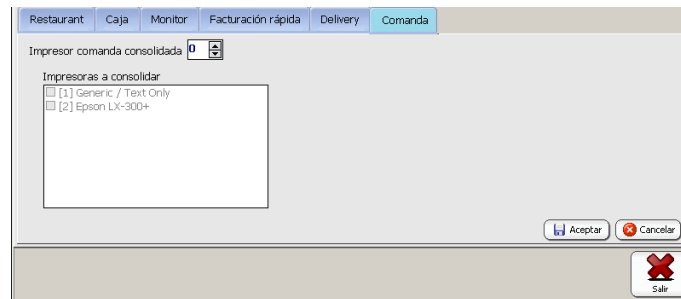 Restaurant Caja Monitor Facturación rápida Delivery Comanda
Impresor comanda consolidada 0
Impresoras a consolidar
[1] Generic / Text Only
[2] Epson LX-300+
Aceptar Cancelar
Salir